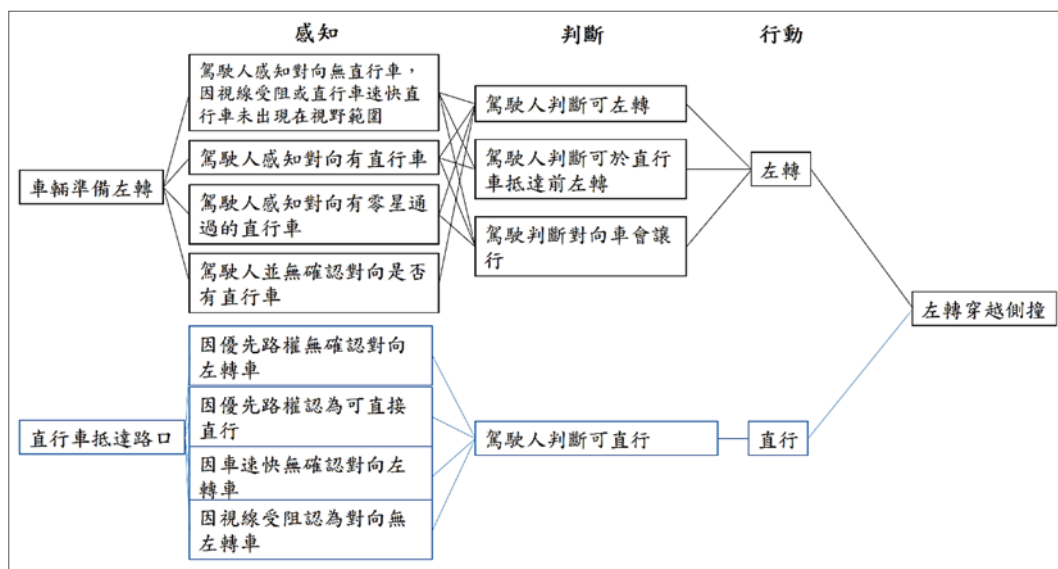 感知
判斷
行動
駕駛人感知對向無直行車，
因視線受阻或直行車速快直
行車未出現在視野範圍
駕駛人判斷可左轉
駕駛人感知對向有直行車
駕駛人判斷可於直行
車抵達前左轉
車輛準備左轉
左轉
駕駛人感知對向有零星通
過的直行車
駕駛判斷對向車會讓
行
駕駛人並無確認對向是否
有直行車
左轉穿越側撞
因優先路權無確認對向
左轉車
因優先路權認為可直接
直行
直行車抵達路口
駕駛人判斷可直行
直行
因車速快無確認對向左
轉車
因視線受阻認為對向無
左轉車